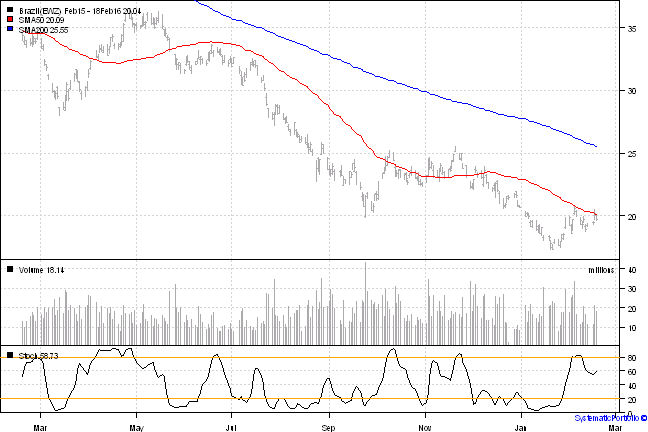 Brazil(EWZ) Feb15 - 18Feb16 20.04
SMA50 20.09
SMA200 25.55
35
30
25
20
Volume 18.14
millions
40
30
20
10
Stoch 58.73
80
60
40
20
0
Mar May Jul Sep Nov Jan Mar
SystematicPortfolio ©